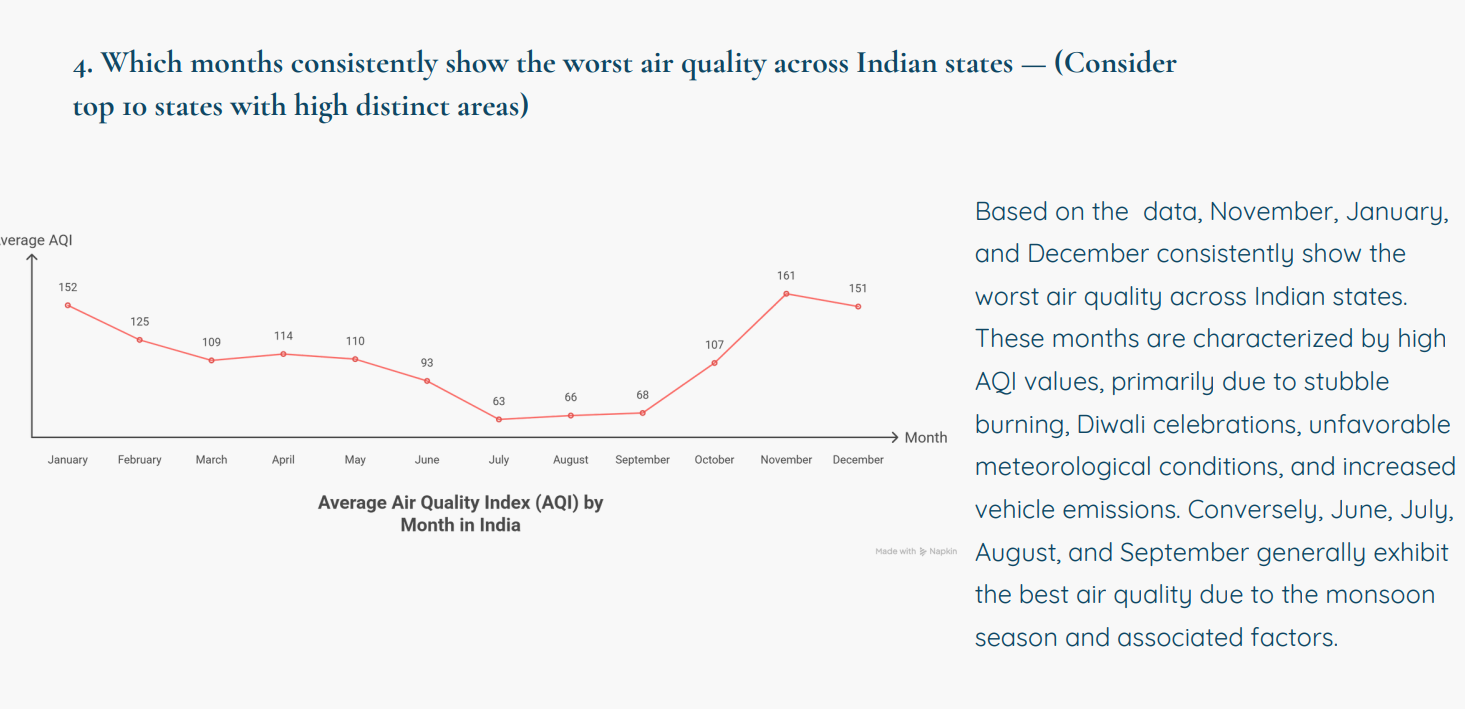 4. Which months consistently show the worst air quality across Indian states — (Consider
top 10 states with high distinct areas)
verage AQI
152
125
109
114
110
93
63
66
68
107
161
151
Month
January February March April May June July August September October November December
Average Air Quality Index (AQI) by
Month in India
Made with Napkin
Based on the  data, November, January,
and December consistently show the
worst air quality across Indian states.
These months are characterized by high
AQI values, primarily due to stubble
burning, Diwali celebrations, unfavorable
meteorological conditions, and increased
vehicle emissions. Conversely, June, July,
August, and September generally exhibit
the best air quality due to the monsoon
season and associated factors.